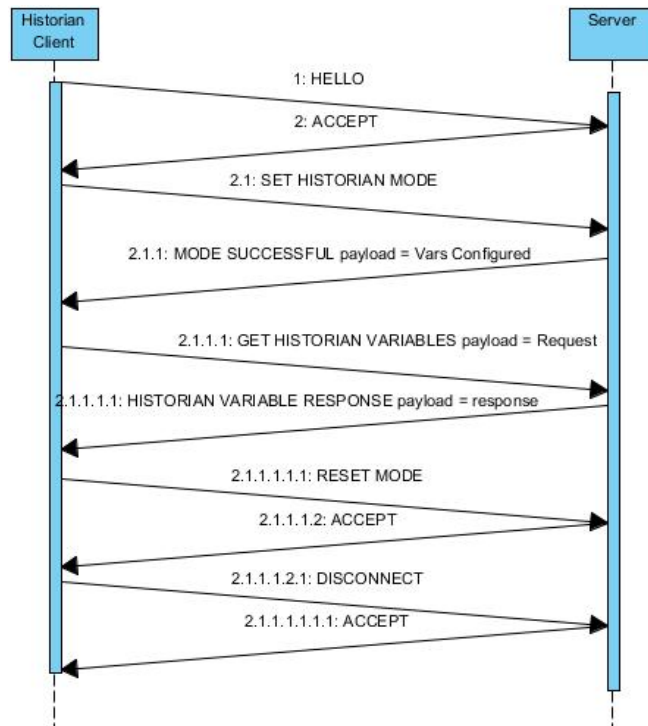 Historian
Client
Server
1: HELLO
2: ACCEPT
2.1: SET HISTORIAN MODE
2.1.1: MODE SUCCESSFUL payload = Vars Configured
2.1.1.1: GET HISTORIAN VARIABLES payload = Request
2.1.1.1.1: HISTORIAN VARIABLE RESPONSE payload = response
2.1.1.1.1.1: RESET MODE
2.1.1.1.2: ACCEPT
2.1.1.1.2.1: DISCONNECT
2.1.1.1.1.1.1: ACCEPT